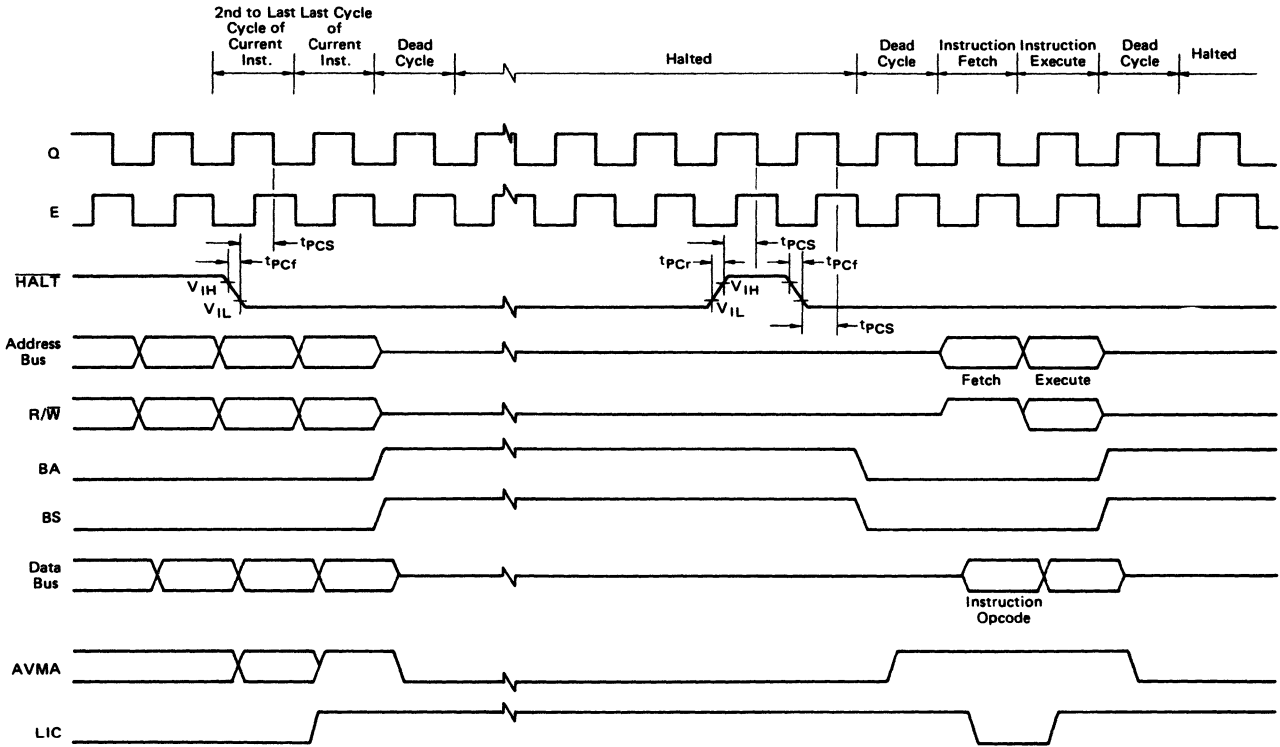 2nd to Last Last Cycle
Cycle of of
Current Current Dead Dead Instruction Instruction Dead
Inst. Inst. Cycle Halted Cycle Fetch Execute Cycle Halted
Q
E
tPCS tPCS
tPCf tPCr tPCf
HALT
VIH VIH
VIL VIL
tPCS
Address
Bus
Fetch Execute
R/W
BA
BS
Data
Bus
Instruction
Opcode
AVMA
LIC